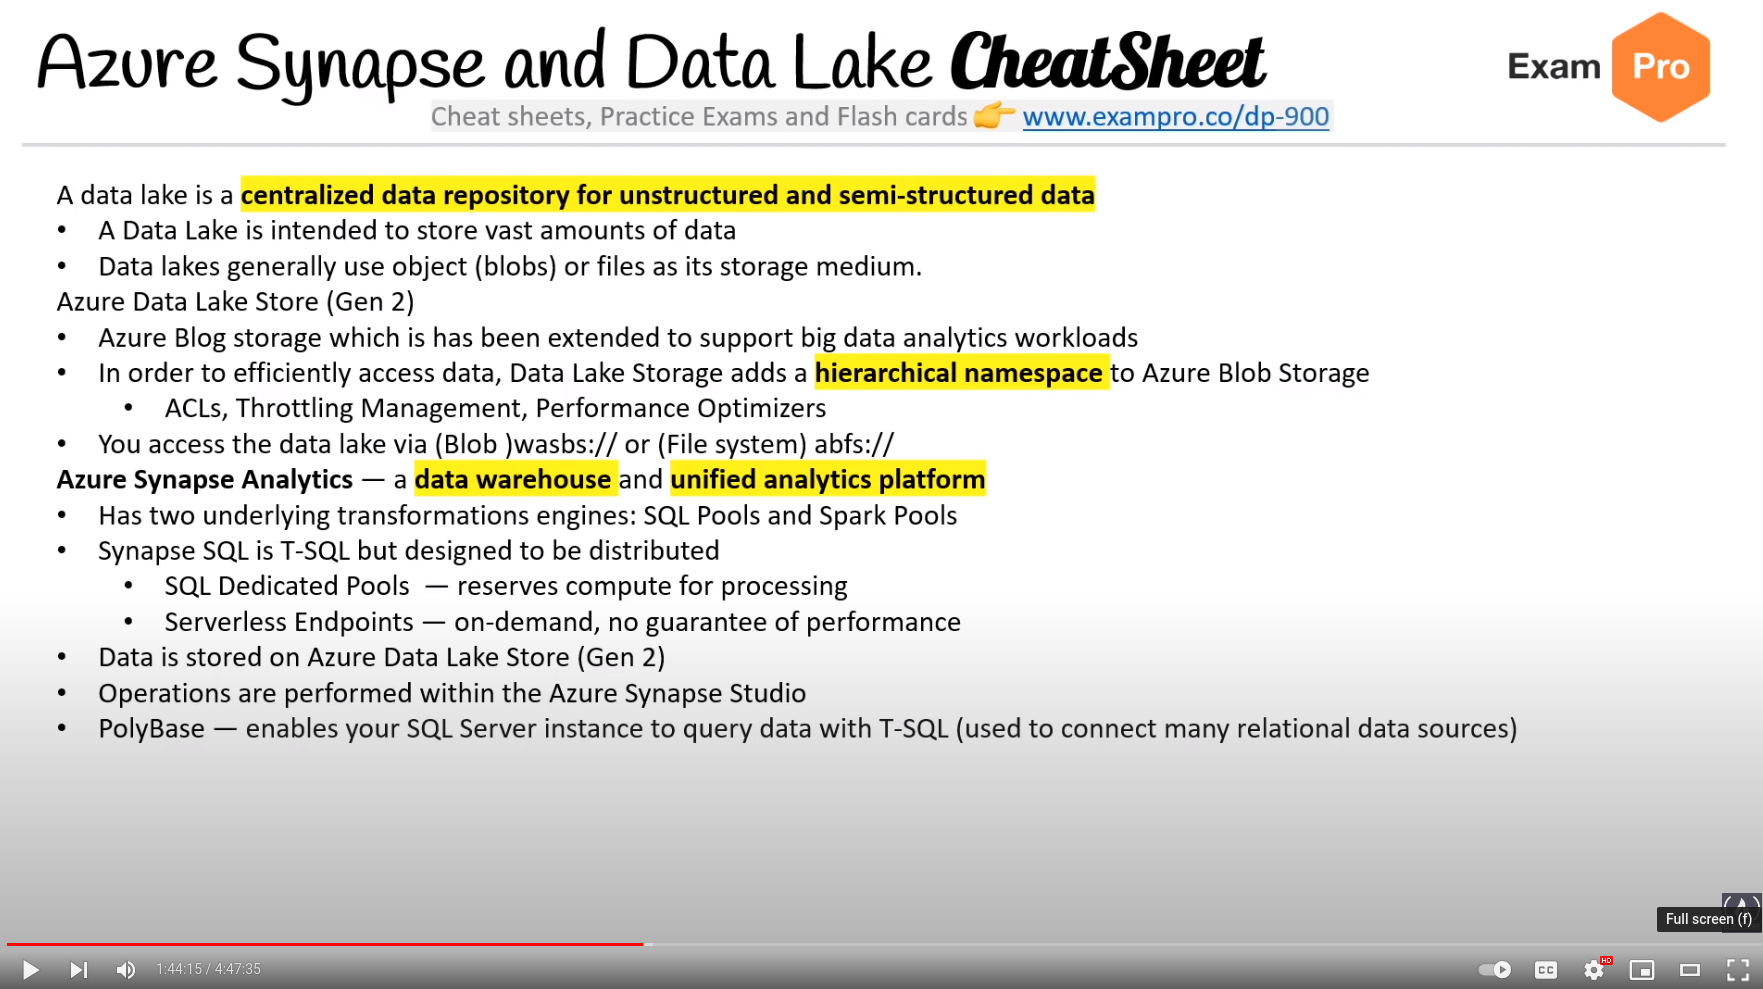 Azure Synapse and Data Lake CheatSheet
Exam Pro
Cheat sheets, Practice Exams and Flash cards 👉 www.exampro.co/dp-900
A data lake is a centralized data repository for unstructured and semi-structured data
• A Data Lake is intended to store vast amounts of data
• Data lakes generally use object (blobs) or files as its storage medium.
Azure Data Lake Store (Gen 2)
• Azure Blog storage which is has been extended to support big data analytics workloads
• In order to efficiently access data, Data Lake Storage adds a hierarchical namespace to Azure Blob Storage
• ACLs, Throttling Management, Performance Optimizers
• You access the data lake via (Blob )wasbs:// or (File system) abfs://
Azure Synapse Analytics — a data warehouse and unified analytics platform
• Has two underlying transformations engines: SQL Pools and Spark Pools
• Synapse SQL is T-SQL but designed to be distributed
• SQL Dedicated Pools — reserves compute for processing
• Serverless Endpoints — on-demand, no guarantee of performance
• Data is stored on Azure Data Lake Store (Gen 2)
• Operations are performed within the Azure Synapse Studio
• PolyBase — enables your SQL Server instance to query data with T-SQL (used to connect many relational data sources)
Full screen (f)
1:44:15 / 4:47:35
CC
HD